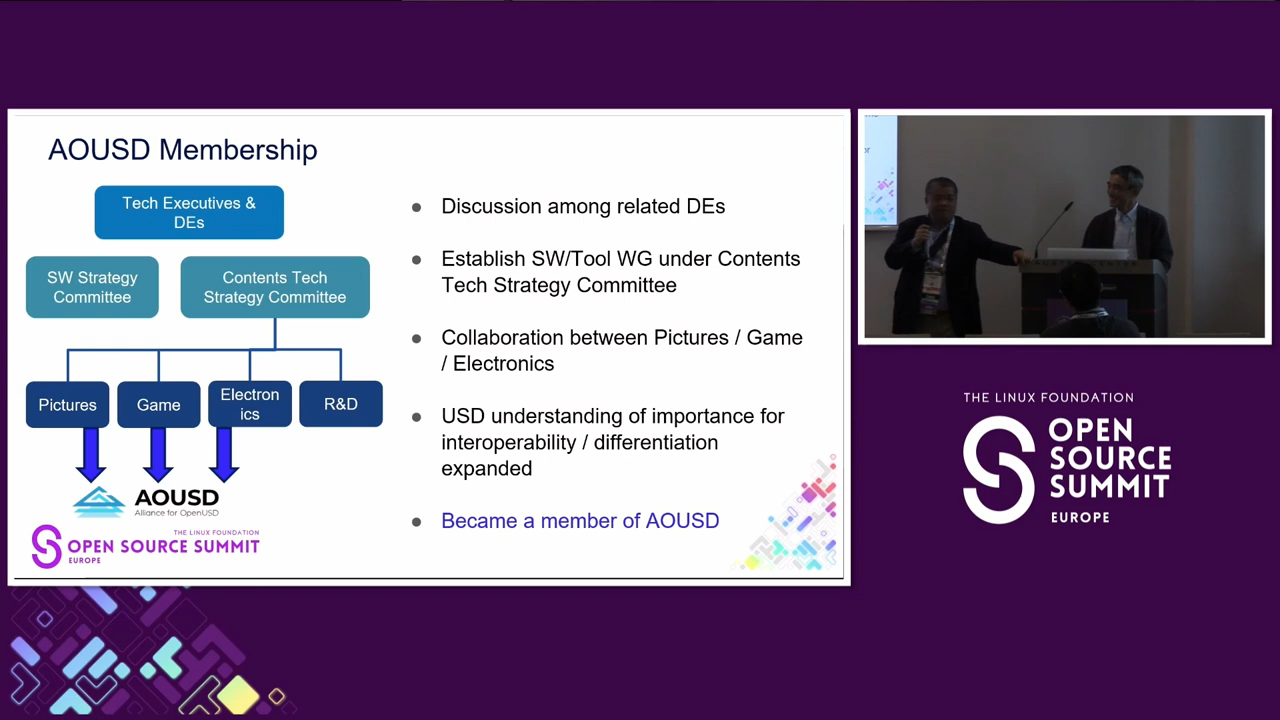 AOUSD Membership
Tech Executives &
DEs
SW Strategy
Committee
Contents Tech
Strategy Committee
Pictures
Game
Electron
ics
R&D
AOUSD
Alliance for OpenUSD
THE LINUX FOUNDATION
OPEN SOURCE SUMMIT
EUROPE
● Discussion among related DEs
● Establish SW/Tool WG under Contents
Tech Strategy Committee
● Collaboration between Pictures / Game
/ Electronics
● USD understanding of importance for
interoperability / differentiation
expanded
● Became a member of AOUSD
THE LINUX FOUNDATION
OPEN
SOURCE
SUMMIT
EUROPE